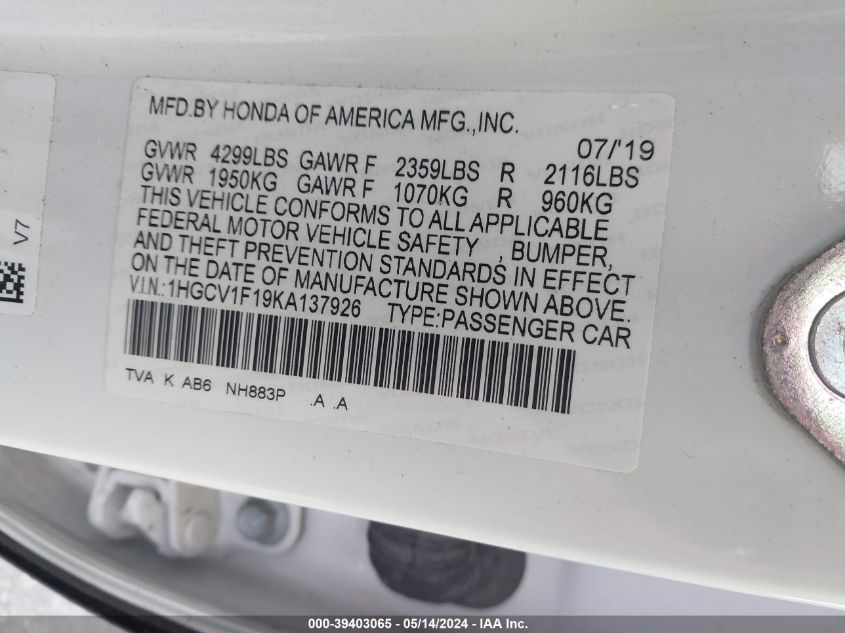 MFD.BY HONDA OF AMERICA MFG.,INC.
07/'19
GVWR 4299LBS GAWR F 2359LBS R 2116LBS
GVWR 1950KG GAWR F 1070KG R 960KG
THIS VEHICLE CONFORMS TO ALL APPLICABLE
FEDERAL MOTOR VEHICLE SAFETY , BUMPER,
AND THEFT PREVENTION STANDARDS IN EFFECT
ON THE DATE OF MANUFACTURE SHOWN ABOVE.
V.I.N.:1HGCV1F19KA137926 TYPE:PASSENGER CAR
TVA K AB6 NH883P .A .A
V7
000-39403065 - 05/14/2024 - IAA Inc.